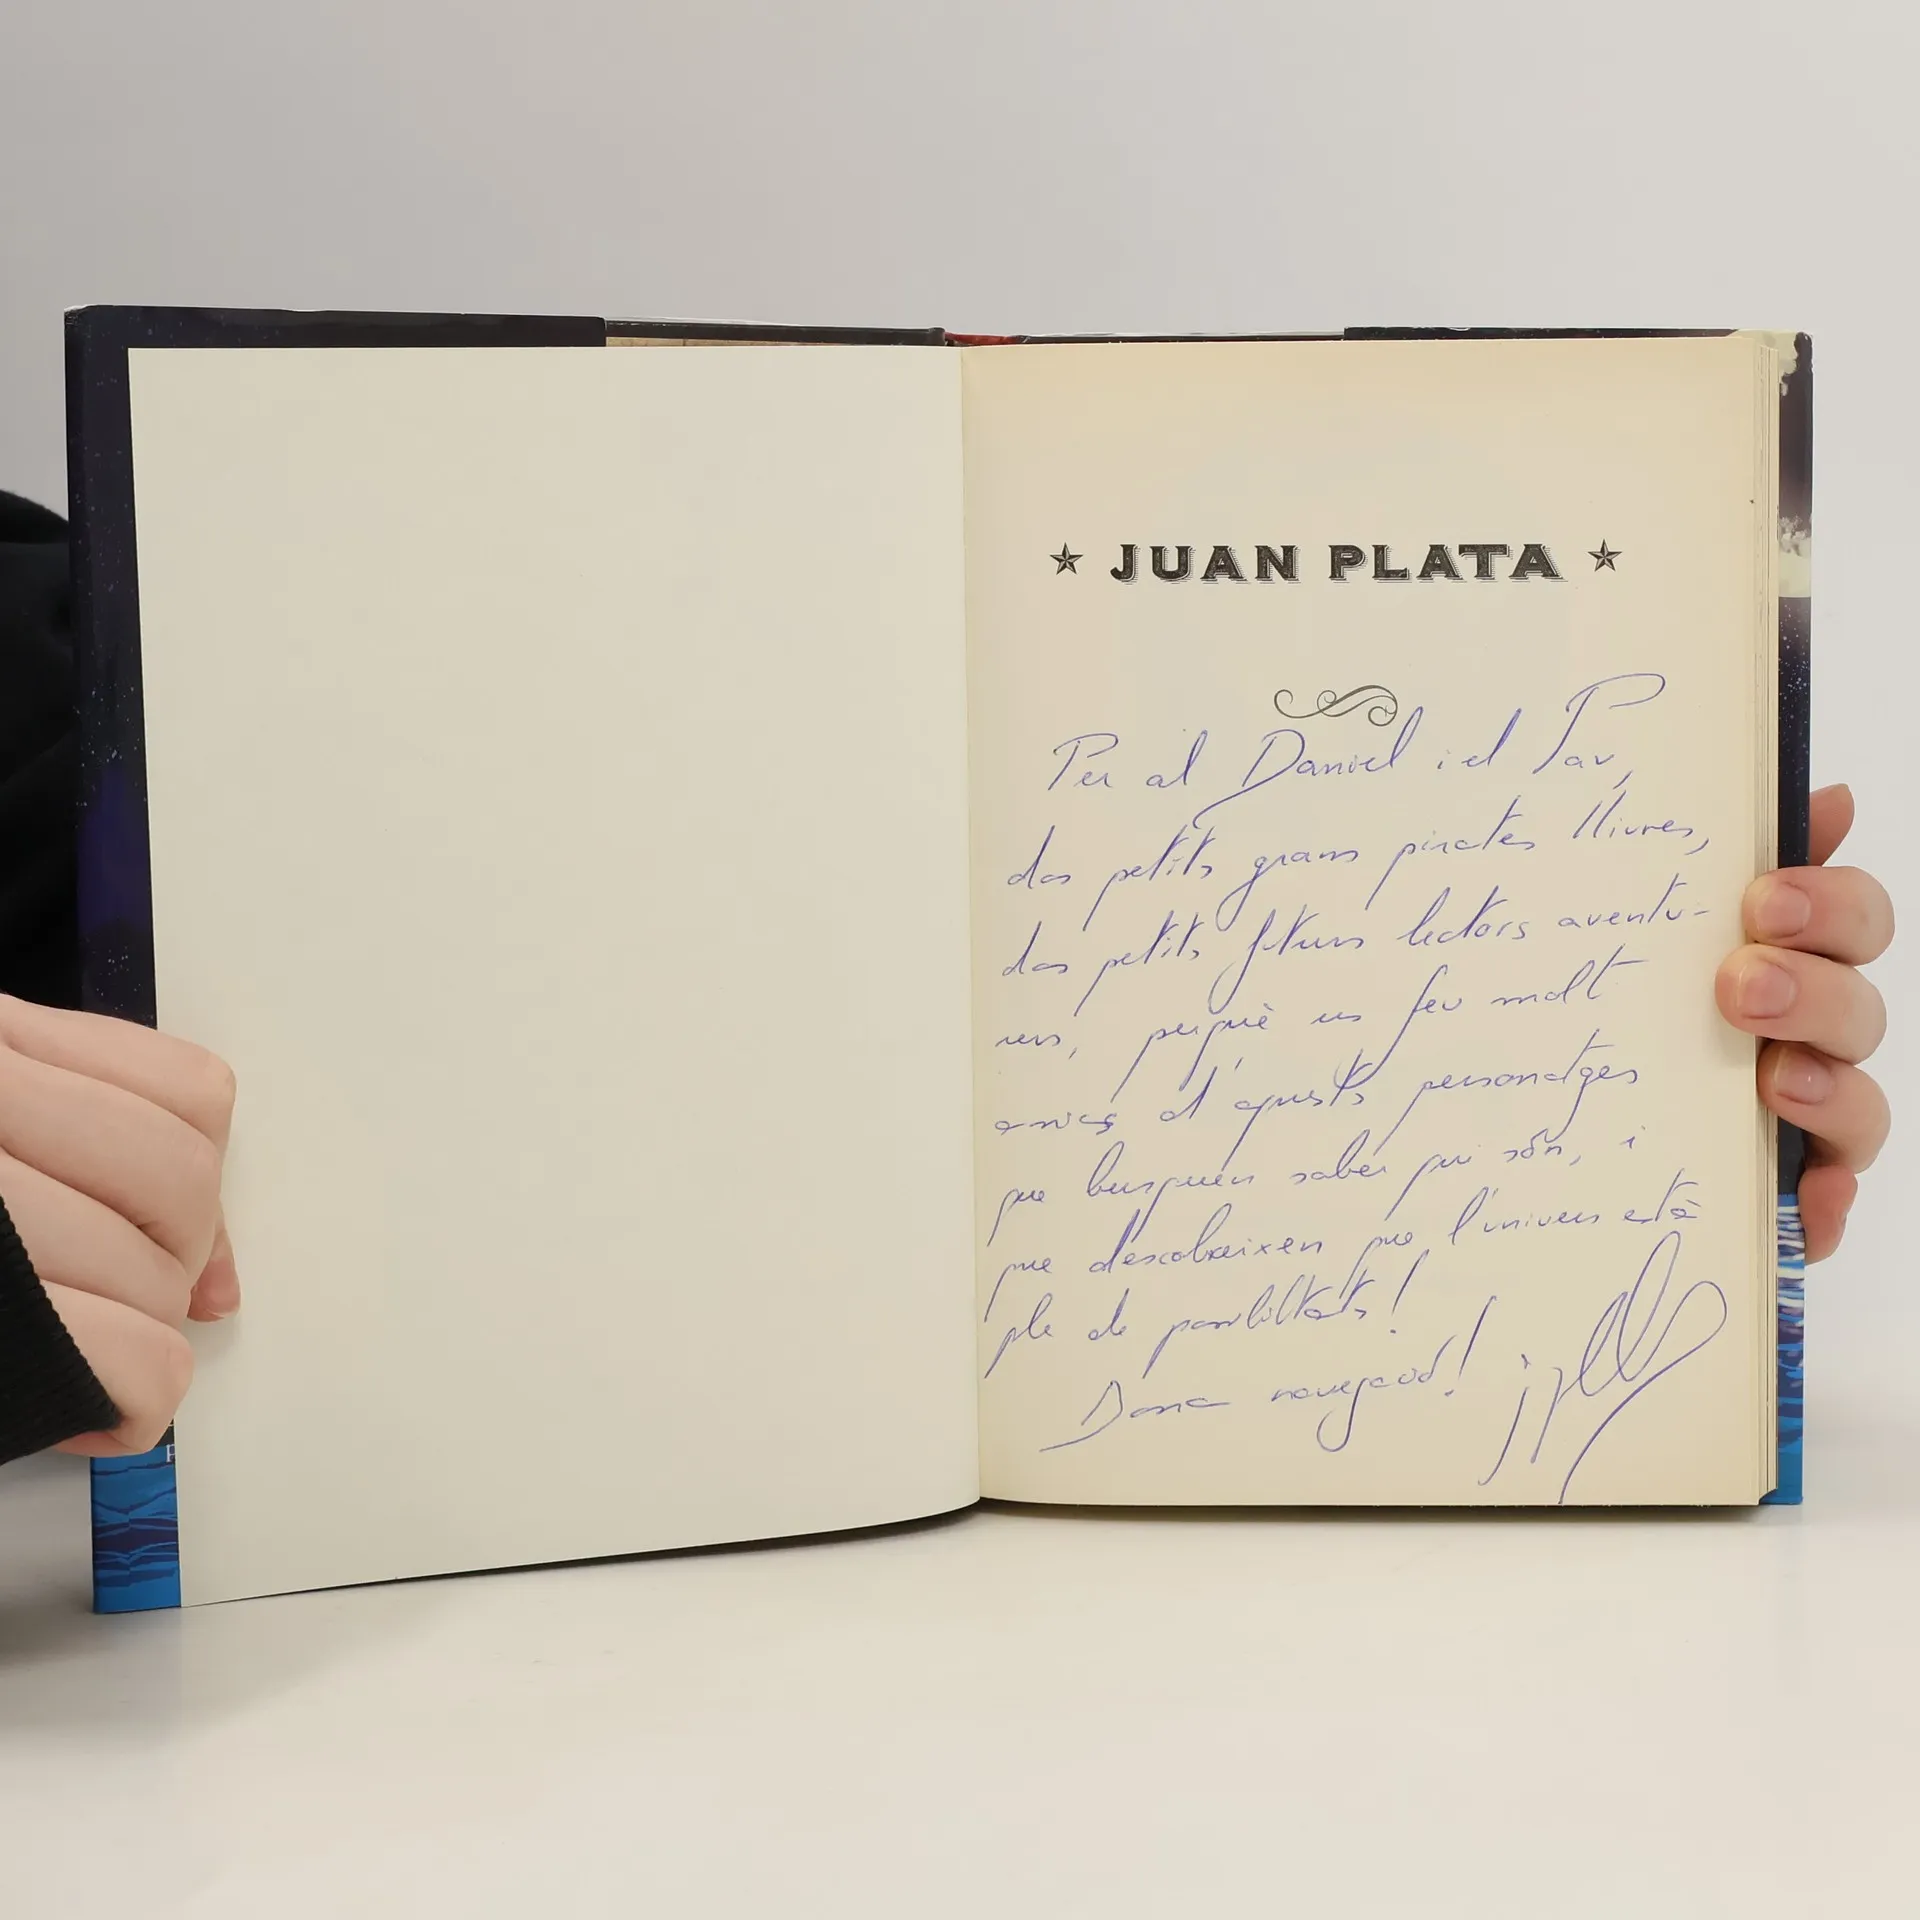 JUAN PLATA
Per al Daniel i el Pau,
dos petits grans pirates lliures,
dos petits futurs lectors aventu-
rers, perquè us feu molt
amics d'aquests personatges
que busquen saber qui són, i
que descobreixen que l'univers està
ple de possibilitats!
Bona navegació!